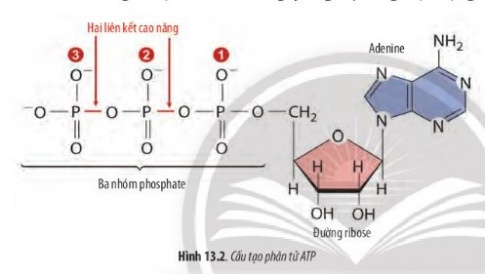 Hai liên kết cao năng
3 2 1
Adenine
NH₂
O⁻ O⁻ O⁻
N N
⁻O — P — O — P — O — P — O — CH₂
N N
O O O
O
H H
H H
Ba nhóm phosphate
OH OH
Đường ribose
Hình 13.2. Cấu tạo phân tử ATP